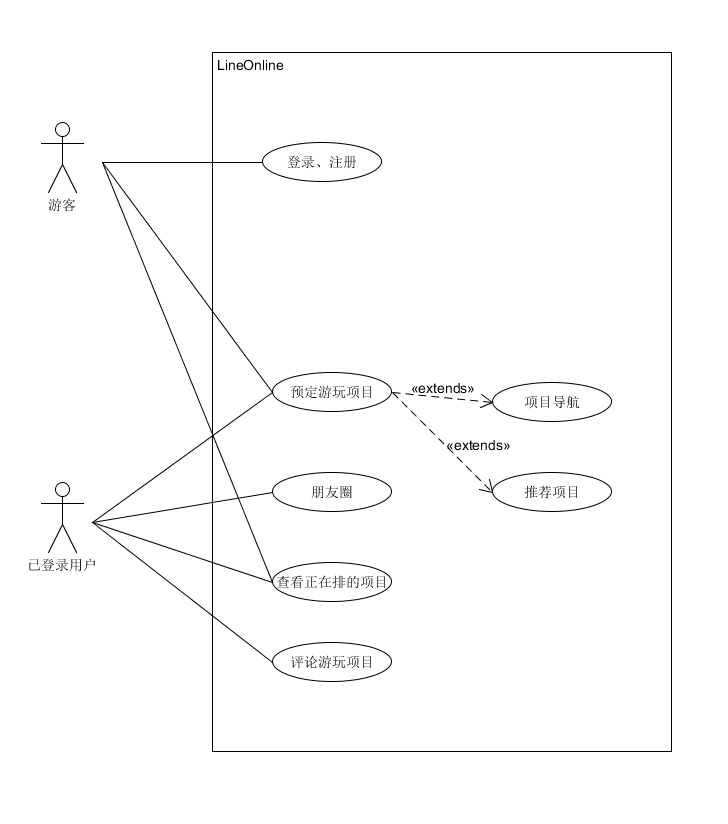 LineOnline
登录、注册
游客
预定游玩项目
«extends»
项目导航
«extends»
朋友圈
推荐项目
已登录用户
查看正在排的项目
评论游玩项目